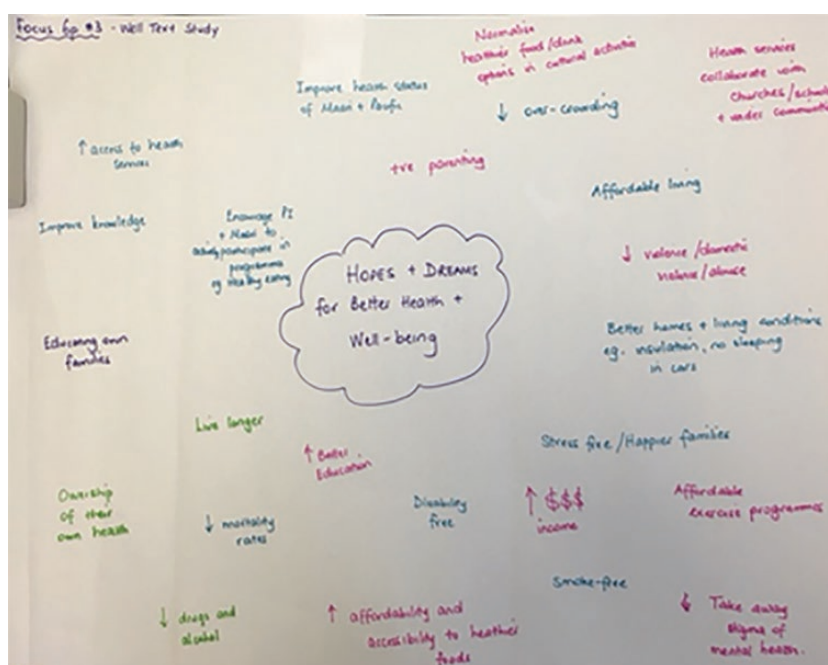 Focus Gp #3 - Well Text Study
Normalise
healthier food/drink
options in cultural activities
Health services
collaborate with
churches/schools
+ wider communities
Improve health status
of Maori + Pasifika
↓ over-crowding
↑ access to health
services
+ve parenting
Affordable living
Improve knowledge
Encourage PI
+ Maori to
actively participate in
programme
eg Healthy eating
HOPES + DREAMS
for Better Health +
Well-being
↓ violence/domestic
violence/abuse
Educating own
families
Better homes + living conditions
eg. insulation, no sleeping
in cars
Live longer
Stress free/Happier families
↑ Better
Education
Ownership
of their
own health
↓ mortality
rates
Disability
free
↑ $$$
income
Affordable
exercise programmes
Smoke-free
↓ drugs and
alcohol
↑ affordability and
accessibility to healthier
foods
↓ Take away
stigma of
mental health.